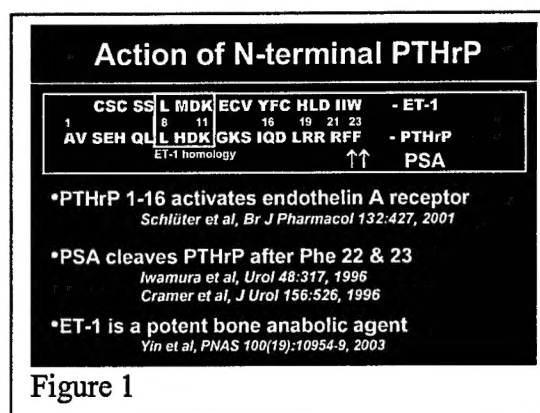 Action of N-terminal PTHrP
CSC SS L MDK ECV YFC HLD IIW - ET-1
1 8 11 16 19 21 23
AV SEH QL L HDK GKS IQD LRR RFF - PTHrP
ET-1 homology ↑↑ PSA
•PTHrP 1-16 activates endothelin A receptor
Schlüter et al, Br J Pharmacol 132:427, 2001
•PSA cleaves PTHrP after Phe 22 & 23
Iwamura et al, Urol 48:317, 1996
Cramer et al, J Urol 156:526, 1996
•ET-1 is a potent bone anabolic agent
Yin et al, PNAS 100(19):10954-9, 2003
Figure 1